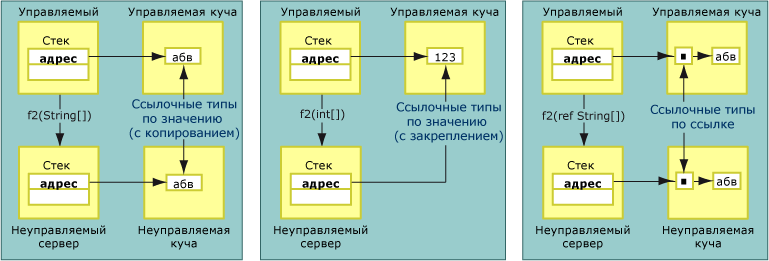 Управляемый Управляемая куча
Стек
адрес
абв
f2(String[])
Ссылочные типы
по значению
(с копированием)
Стек
адрес
абв
Неуправляемый
сервер
Неуправляемая
куча
Управляемый Управляемая куча
Стек
адрес
123
f2(int[])
Ссылочные типы
по значению
(с закреплением)
Стек
адрес
Неуправляемый
сервер
Управляемый Управляемая куча
Стек
адрес
абв
f2(ref String[])
Ссылочные типы
по ссылке
Стек
адрес
абв
Неуправляемый
сервер
Неуправляемая
куча